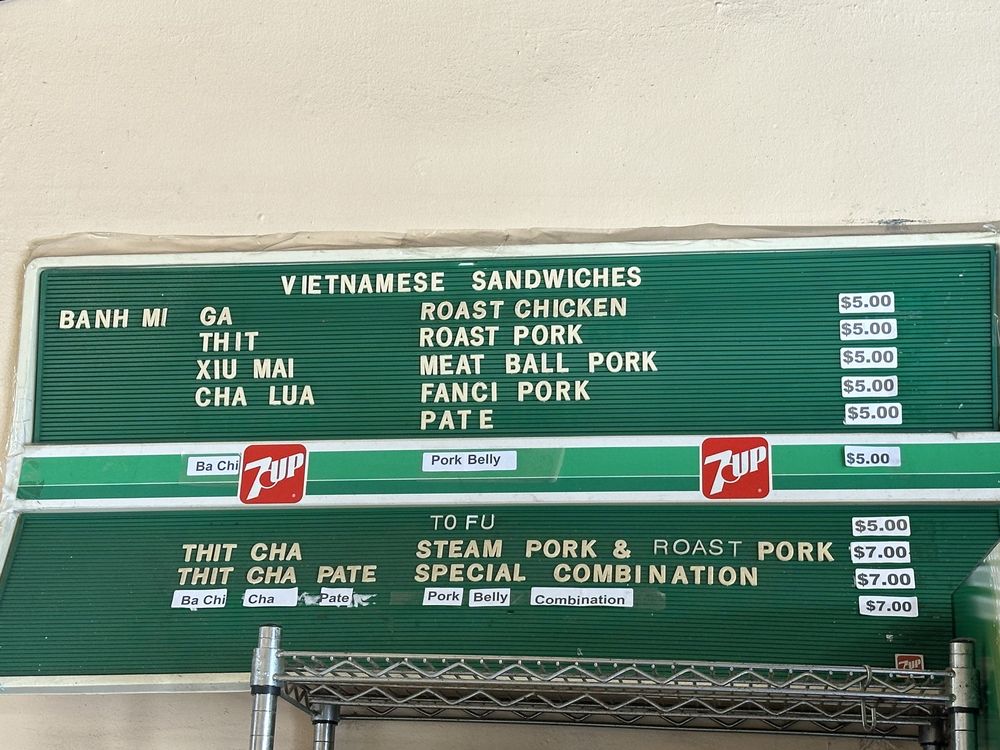 VIETNAMESE SANDWICHES
BANH MI GA ROAST CHICKEN $5.00
THIT ROAST PORK $5.00
XIU MAI MEAT BALL PORK $5.00
CHA LUA FANCI PORK $5.00
PATE $5.00
Ba Chi 7UP Pork Belly 7UP $5.00
TO FU $5.00
THIT CHA STEAM PORK & ROAST PORK $7.00
THIT CHA PATE SPECIAL COMBINATION $7.00
Ba Chi Cha Pate Pork Belly Combination $7.00
7UP